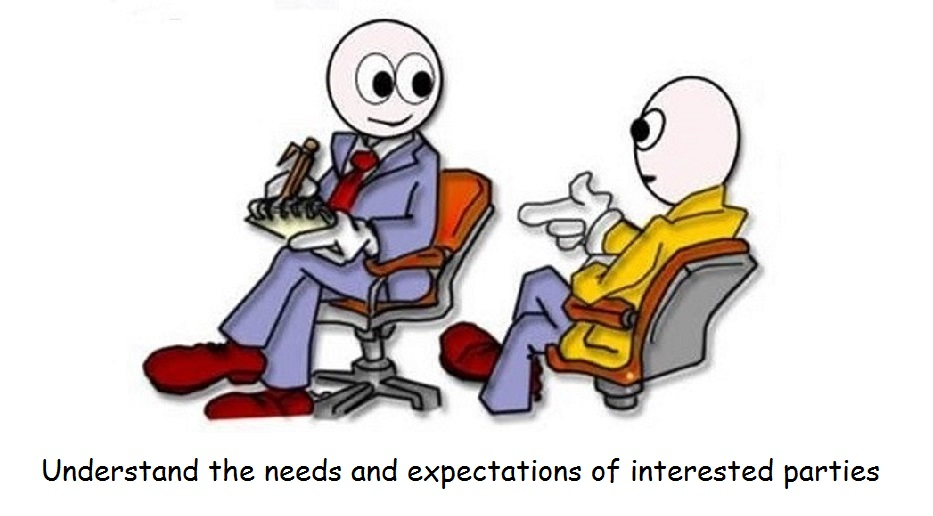 Understand the needs and expectations of interested parties